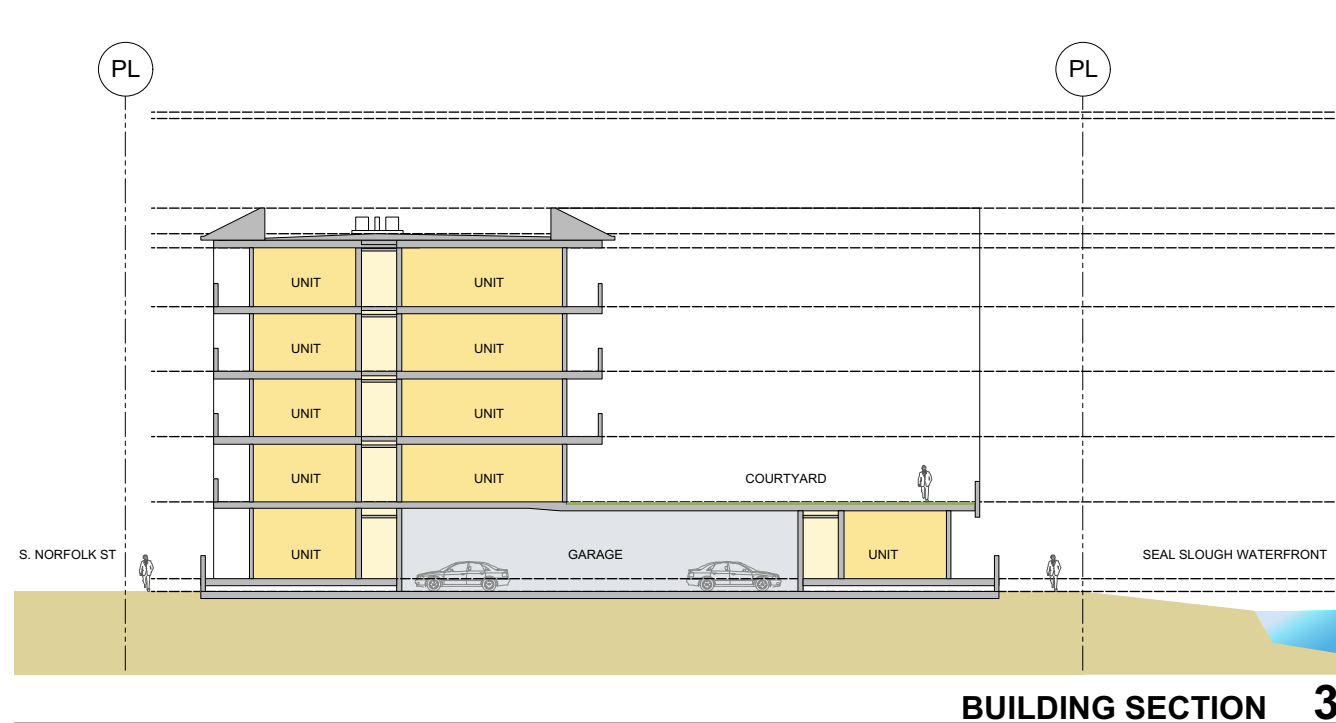 PL
PL
UNIT UNIT
UNIT UNIT
UNIT UNIT
UNIT UNIT
COURTYARD
S. NORFOLK ST
UNIT
GARAGE
UNIT
SEAL SLOUGH WATERFRONT
BUILDING SECTION 3